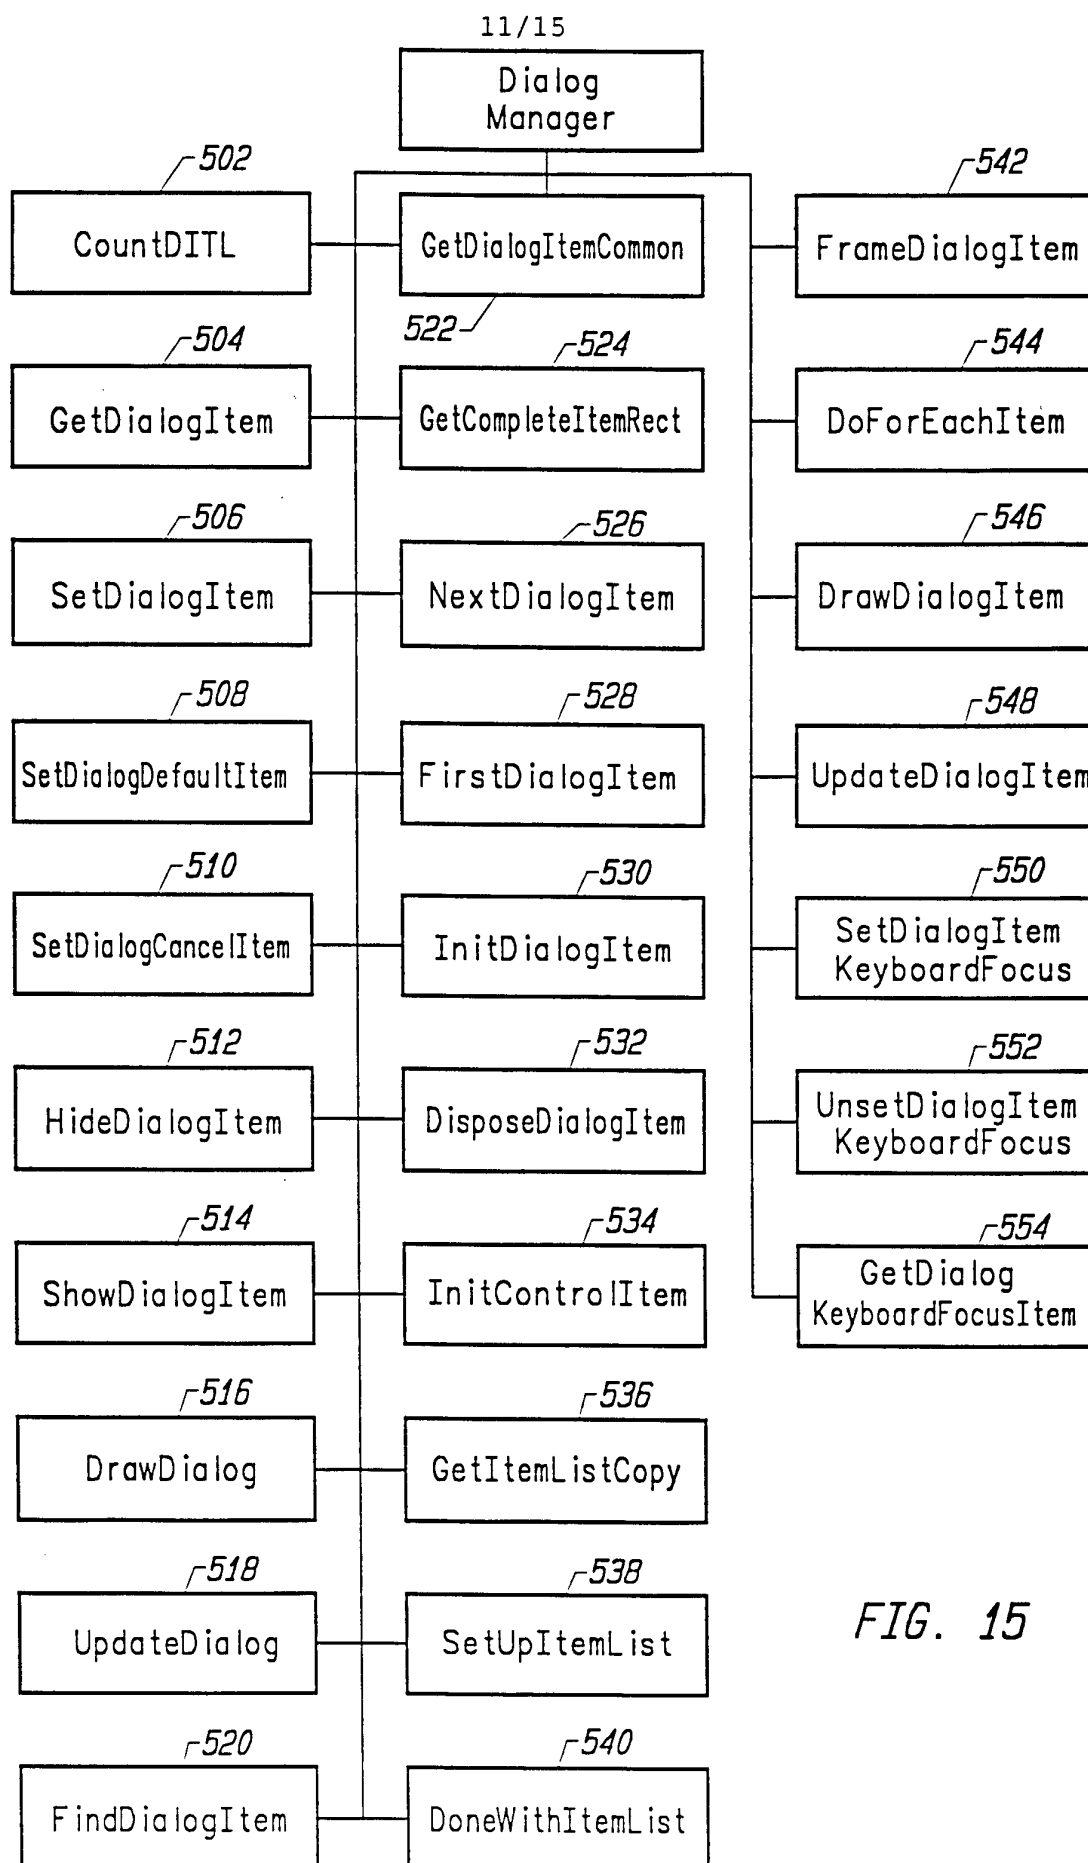 11/15
Dialog
Manager
502
CountDITL
504
GetDialogItem
506
SetDialogItem
508
SetDialogDefaultItem
510
SetDialogCancelItem
512
HideDialogItem
514
ShowDialogItem
516
DrawDialog
518
UpdateDialog
520
FindDialogItem
GetDialogItemCommon
522
524
GetCompleteItemRect
526
NextDialogItem
528
FirstDialogItem
530
InitDialogItem
532
DisposeDialogItem
534
InitControlItem
536
GetItemListCopy
538
SetUpItemList
540
DoneWithItemList
542
FrameDialogItem
544
DoForEachItem
546
DrawDialogItem
548
UpdateDialogItem
550
SetDialogItem
KeyboardFocus
552
UnsetDialogItem
KeyboardFocus
554
GetDialog
KeyboardFocusItem
FIG. 15